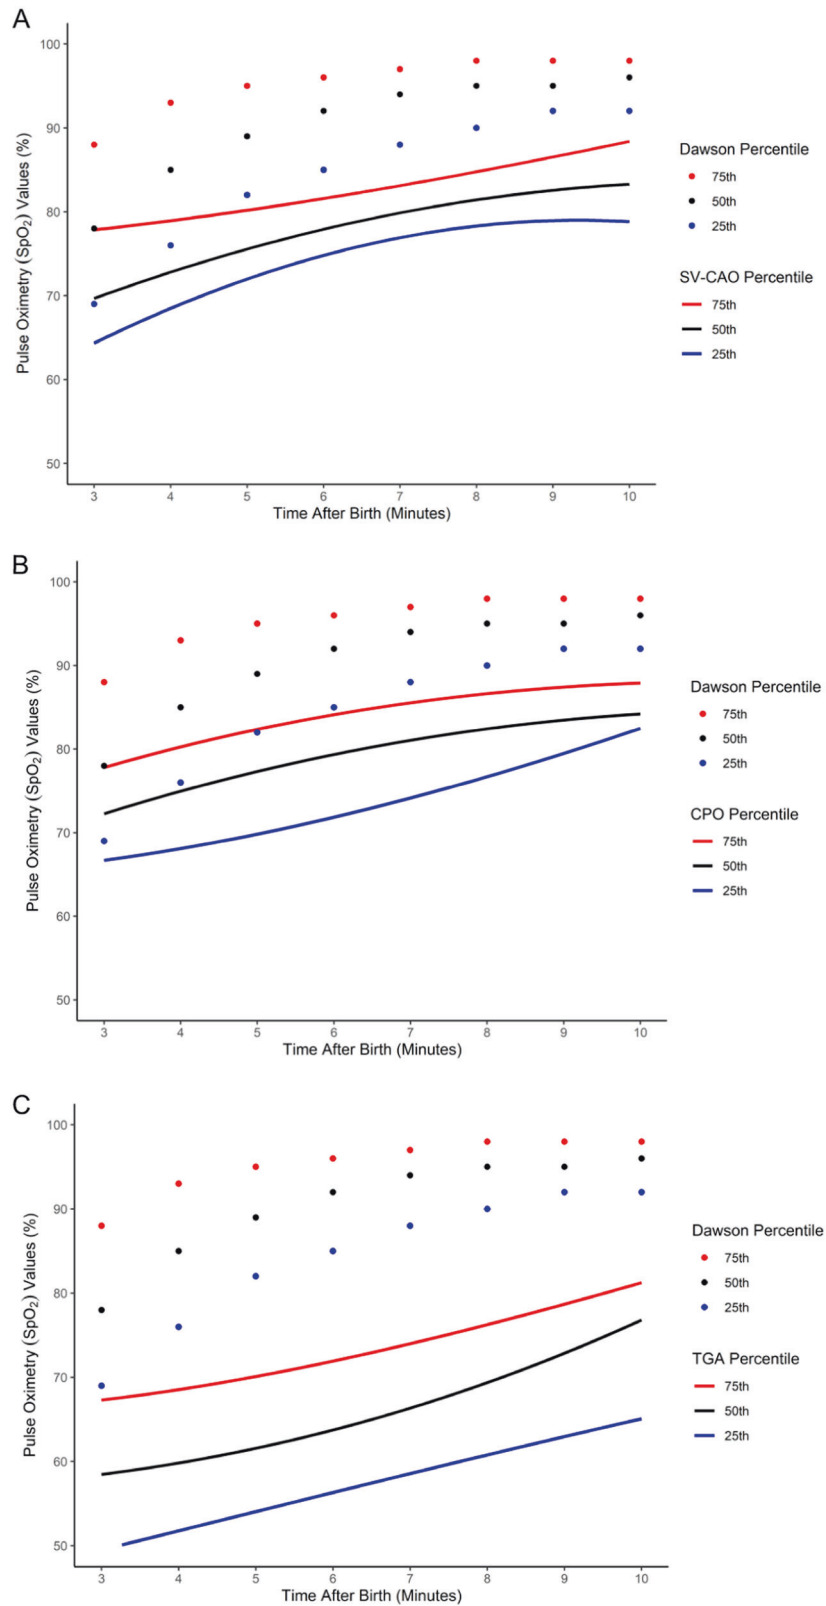 A
Pulse Oximetry (SpO2) Values (%)
100
90
80
70
60
50
3 4 5 6 7 8 9 10
Time After Birth (Minutes)
Dawson Percentile
75th
50th
25th
SV-CAO Percentile
75th
50th
25th
B
Pulse Oximetry (SpO2) Values (%)
100
90
80
70
60
50
3 4 5 6 7 8 9 10
Time After Birth (Minutes)
Dawson Percentile
75th
50th
25th
CPO Percentile
75th
50th
25th
C
Pulse Oximetry (SpO2) Values (%)
100
90
80
70
60
50
3 4 5 6 7 8 9 10
Time After Birth (Minutes)
Dawson Percentile
75th
50th
25th
TGA Percentile
75th
50th
25th